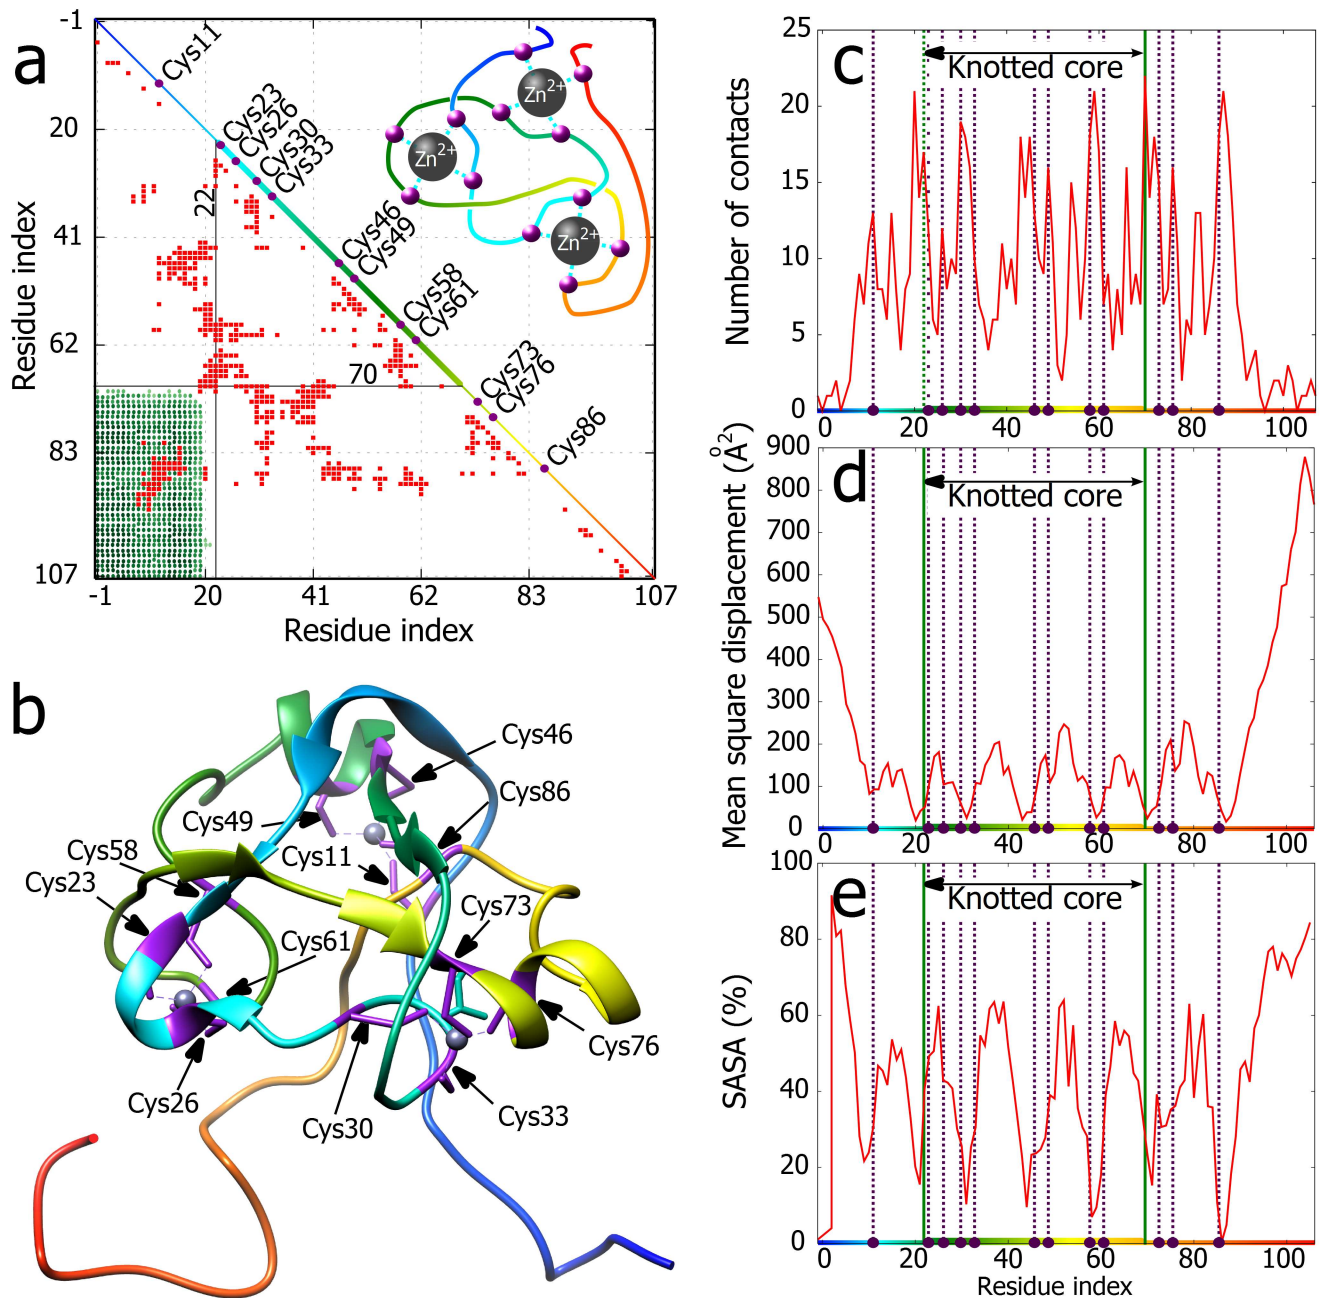 a
-1
20
41
62
83
107
Residue index
-1
20
41
62
83
107
Residue index
Cys11
Cys23
Cys26
Cys30
Cys33
Cys46
Cys49
Cys58
Cys61
Cys73
Cys76
Cys86
22
70
Zn2+
Zn2+
Zn2+
b
Cys46
Cys86
Cys49
Cys11
Cys58
Cys23
Cys73
Cys61
Cys76
Cys26
Cys30
Cys33
c
Knotted core
Number of contacts
25
20
15
10
5
0
0
20
40
60
80
100
d
Knotted core
Mean square displacement (Å2)
900
800
700
600
500
400
300
200
100
0
0
20
40
60
80
100
e
Knotted core
SASA (%)
100
80
60
40
20
0
0
20
40
60
80
100
Residue index